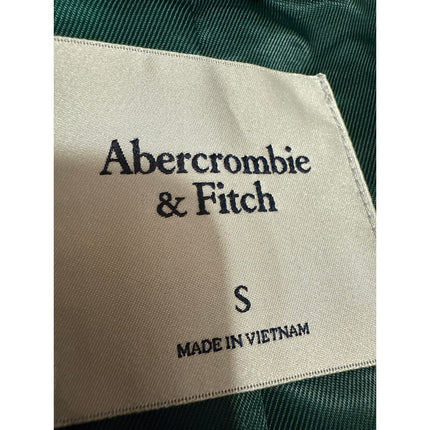 Abercrombie
& Fitch
S
MADE IN VIETNAM